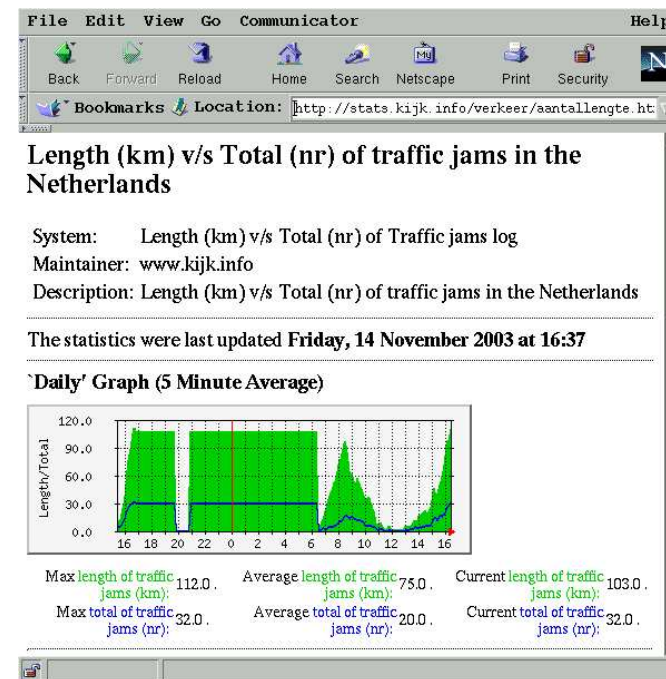 File Edit View Go Communicator Help
Back Forward Reload Home Search Netscape Print Security
My
N
Bookmarks Location: http://stats.kijk.info/verkeer/aantallengte.ht
Length (km) v/s Total (nr) of traffic jams in the
Netherlands
System: Length (km) v/s Total (nr) of Traffic jams log
Maintainer: www.kijk.info
Description: Length (km) v/s Total (nr) of traffic jams in the Netherlands
The statistics were last updated Friday, 14 November 2003 at 16:37
`Daily' Graph (5 Minute Average)
Length/Total
120.0
90.0
60.0
30.0
0.0
16 18 20 22 0 2 4 6 8 10 12 14 16
Max length of traffic jams (km): 112.0 . Average length of traffic jams (km): 75.0 . Current length of traffic jams (km): 103.0 .
Max total of traffic jams (nr): 32.0 . Average total of traffic jams (nr): 20.0 . Current total of traffic jams (nr): 32.0 .